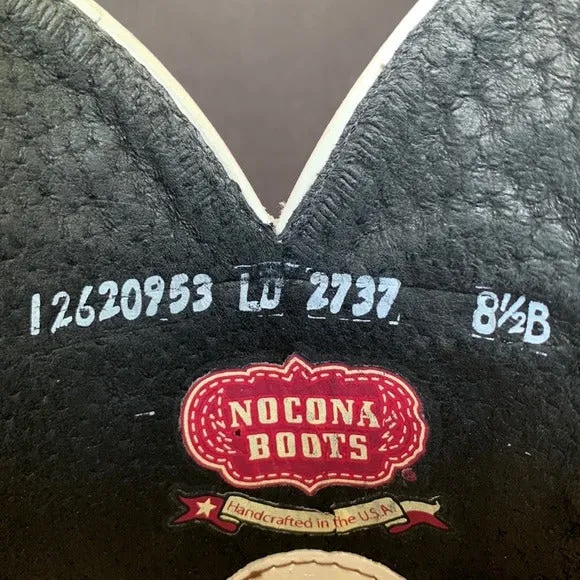 12620953 LD 2737 8½B
NOCONA
BOOTS
®
Handcrafted in the U.S.A.